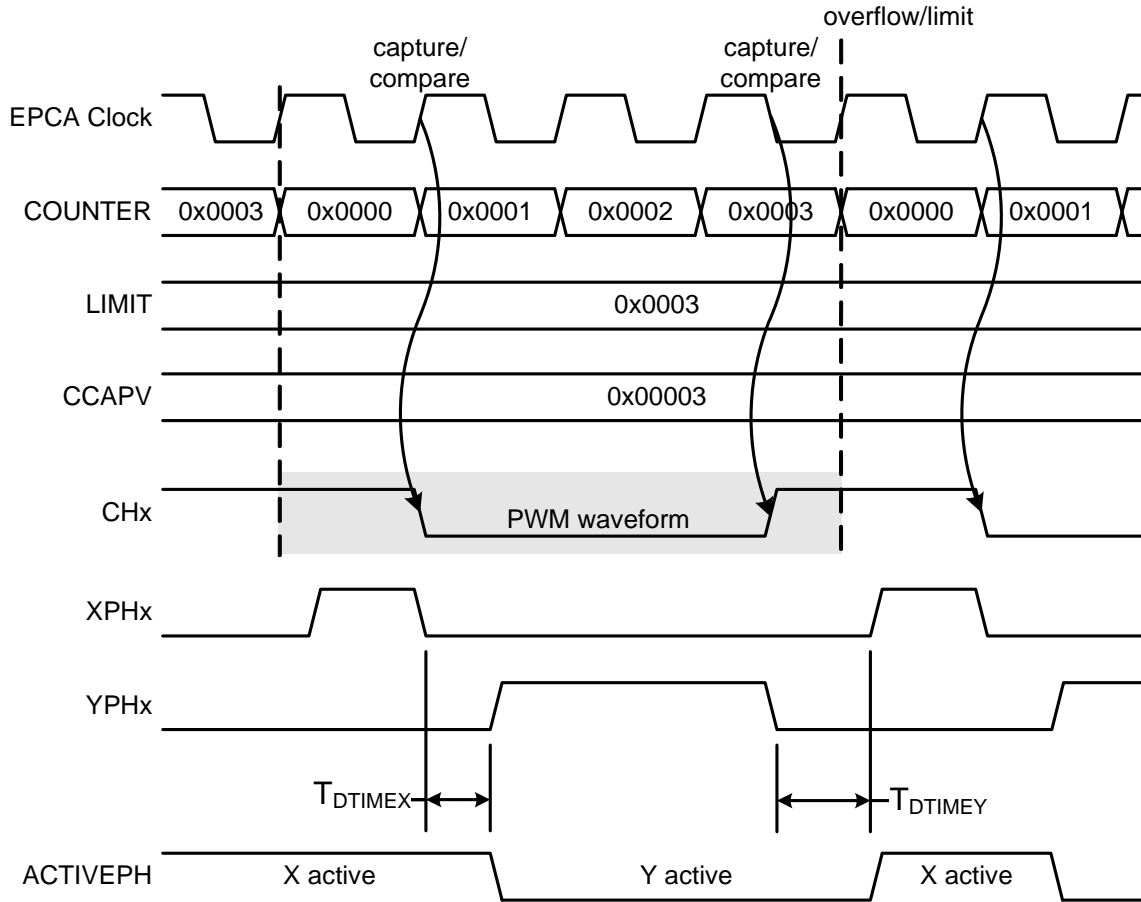 overflow/limit
capture/
compare
capture/
compare
EPCA Clock
COUNTER 0x0003 0x0000 0x0001 0x0002 0x0003 0x0000 0x0001
LIMIT 0x0003
CCAPV 0x00003
CHx PWM waveform
XPHx
YPHx
TDTIMEX TDTIMEY
ACTIVEPH X active Y active X active